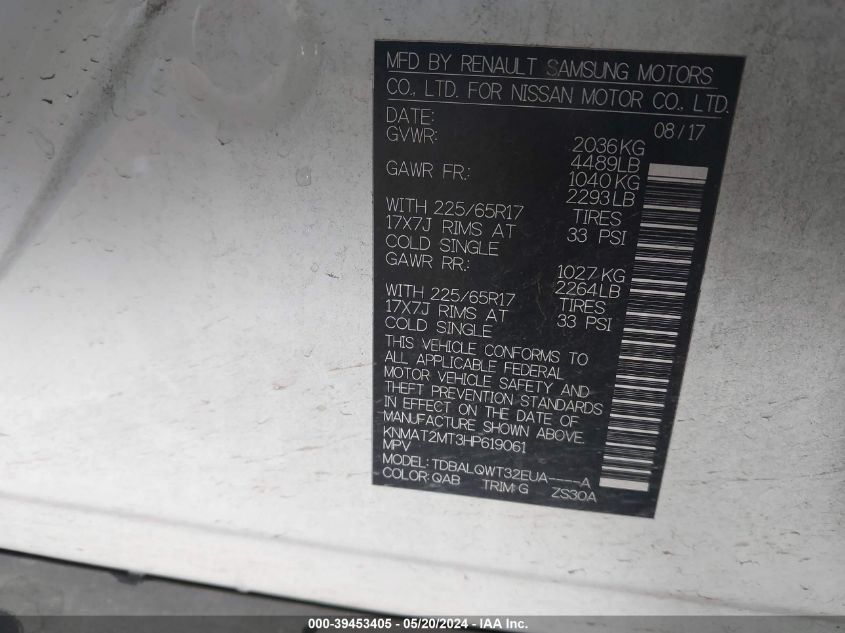 MFD BY RENAULT SAMSUNG MOTORS
CO., LTD. FOR NISSAN MOTOR CO., LTD.
DATE: 08/17
GVWR: 2036KG
4489LB
GAWR FR.: 1040KG
2293LB
WITH 225/65R17 TIRES
17X7J RIMS AT 33 PSI
COLD SINGLE
GAWR RR.: 1027KG
2264LB
WITH 225/65R17 TIRES
17X7J RIMS AT 33 PSI
COLD SINGLE
THIS VEHICLE CONFORMS TO
ALL APPLICABLE FEDERAL
MOTOR VEHICLE SAFETY AND
THEFT PREVENTION STANDARDS
IN EFFECT ON THE DATE OF
MANUFACTURE SHOWN ABOVE.
KNMAT2MT3HP619061
MPV
MODEL: TDBALQWT32EUA----A
COLOR: QAB TRIM:G ZS30A
000-39453405 - 05/20/2024 - IAA Inc.